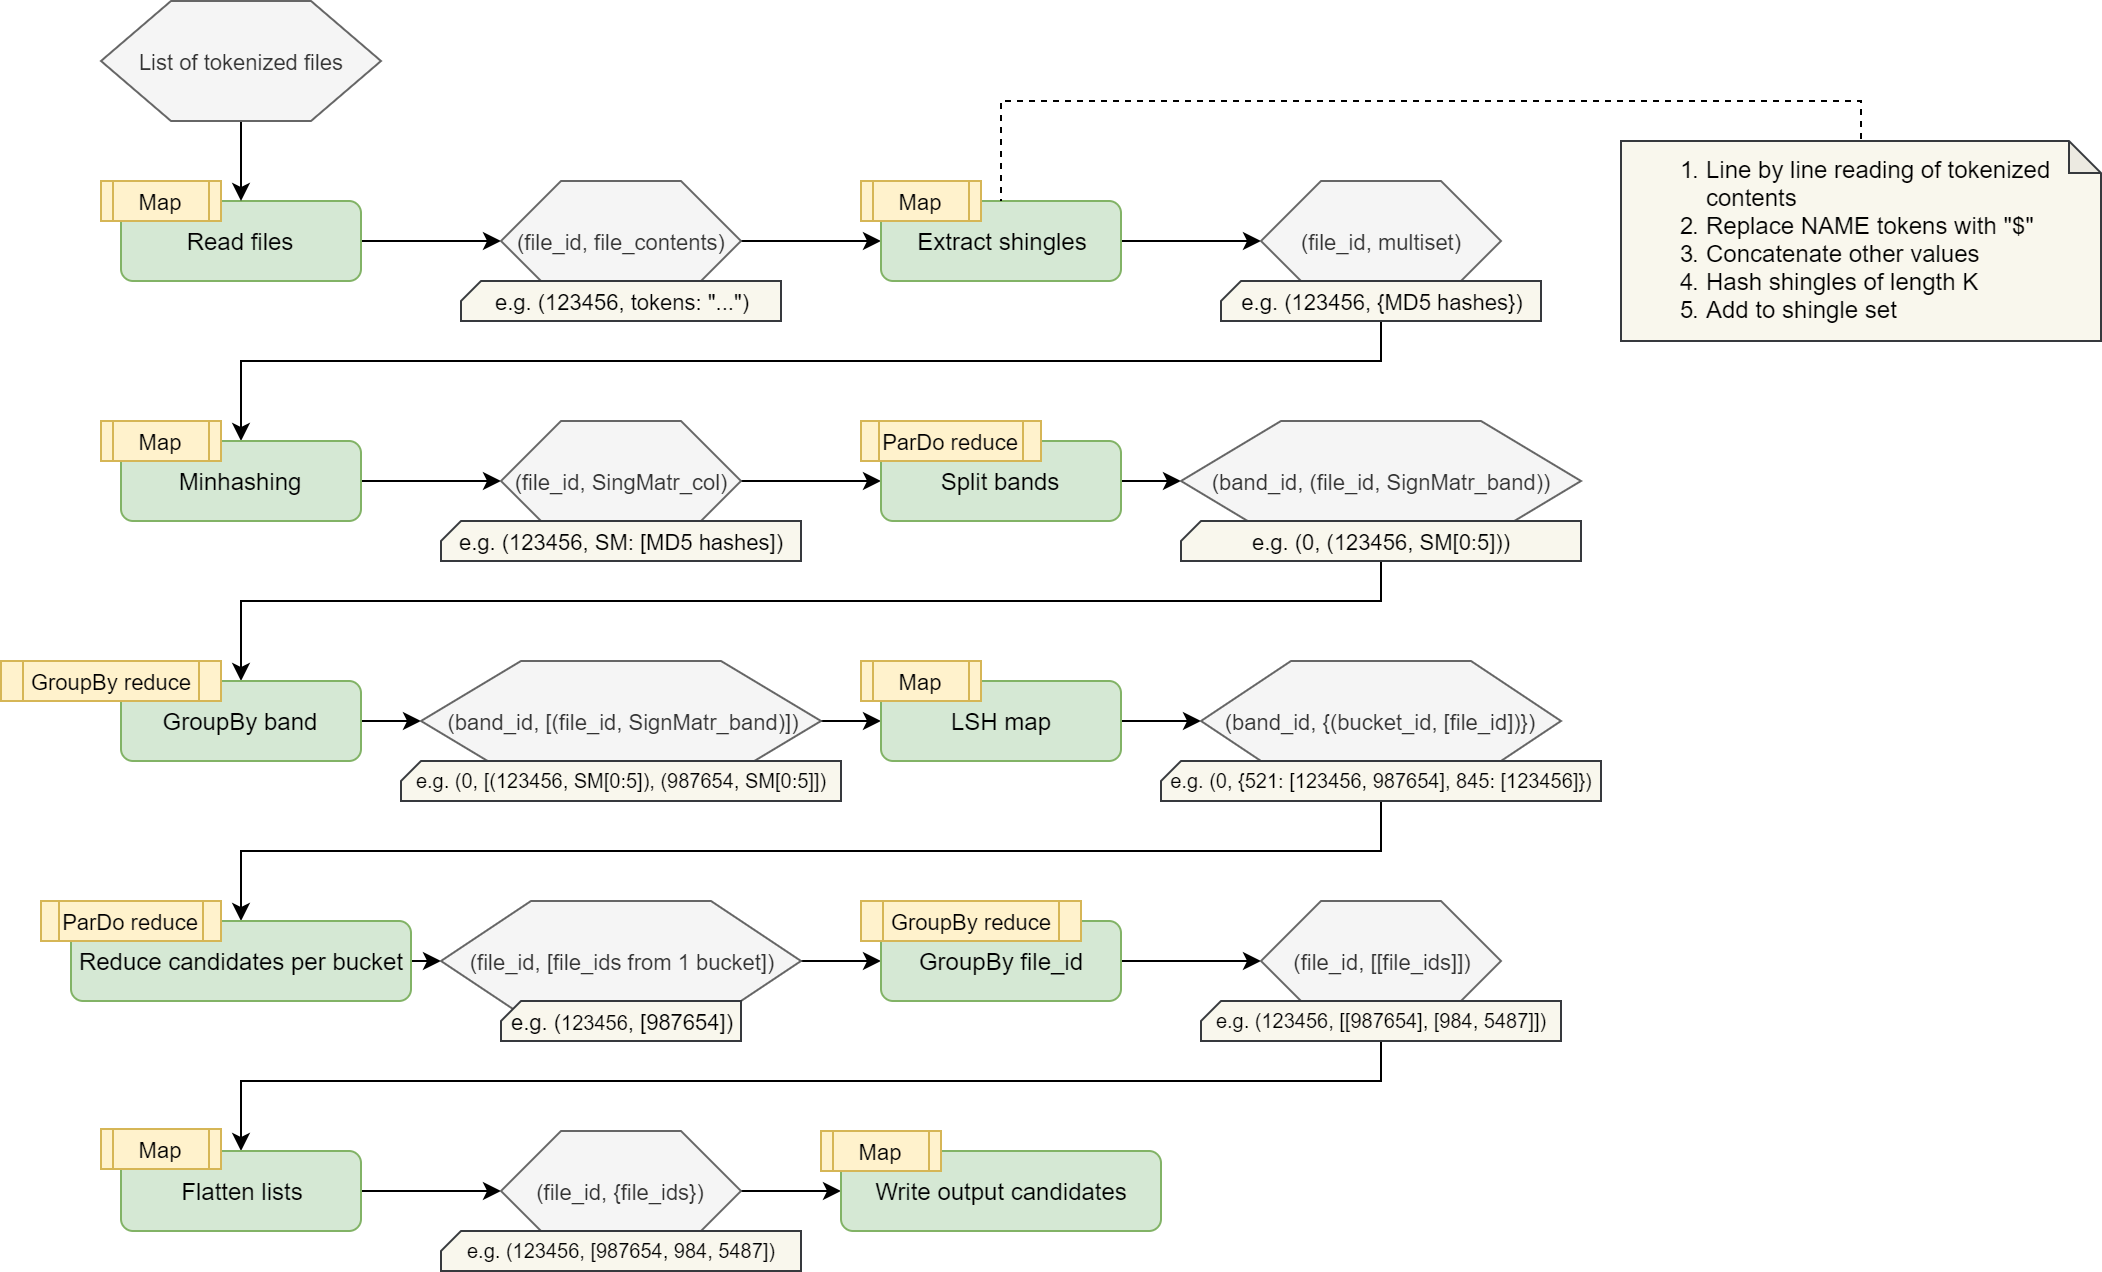 List of tokenized files
Map
Read files
(file_id, file_contents)
e.g. (123456, tokens: "...")
Map
Extract shingles
(file_id, multiset)
e.g. (123456, {MD5 hashes})
1. Line by line reading of tokenized
contents
2. Replace NAME tokens with "$"
3. Concatenate other values
4. Hash shingles of length K
5. Add to shingle set
Map
Minhashing
(file_id, SingMatr_col)
e.g. (123456, SM: [MD5 hashes])
ParDo reduce
Split bands
(band_id, (file_id, SignMatr_band))
e.g. (0, (123456, SM[0:5]))
GroupBy reduce
GroupBy band
(band_id, [(file_id, SignMatr_band)])
e.g. (0, [(123456, SM[0:5]), (987654, SM[0:5]])
Map
LSH map
(band_id, {(bucket_id, [file_id])})
e.g. (0, {521: [123456, 987654], 845: [123456]})
ParDo reduce
Reduce candidates per bucket
(file_id, [file_ids from 1 bucket])
e.g. (123456, [987654])
GroupBy reduce
GroupBy file_id
(file_id, [[file_ids]])
e.g. (123456, [[987654], [984, 5487]])
Map
Flatten lists
(file_id, {file_ids})
e.g. (123456, [987654, 984, 5487])
Map
Write output candidates